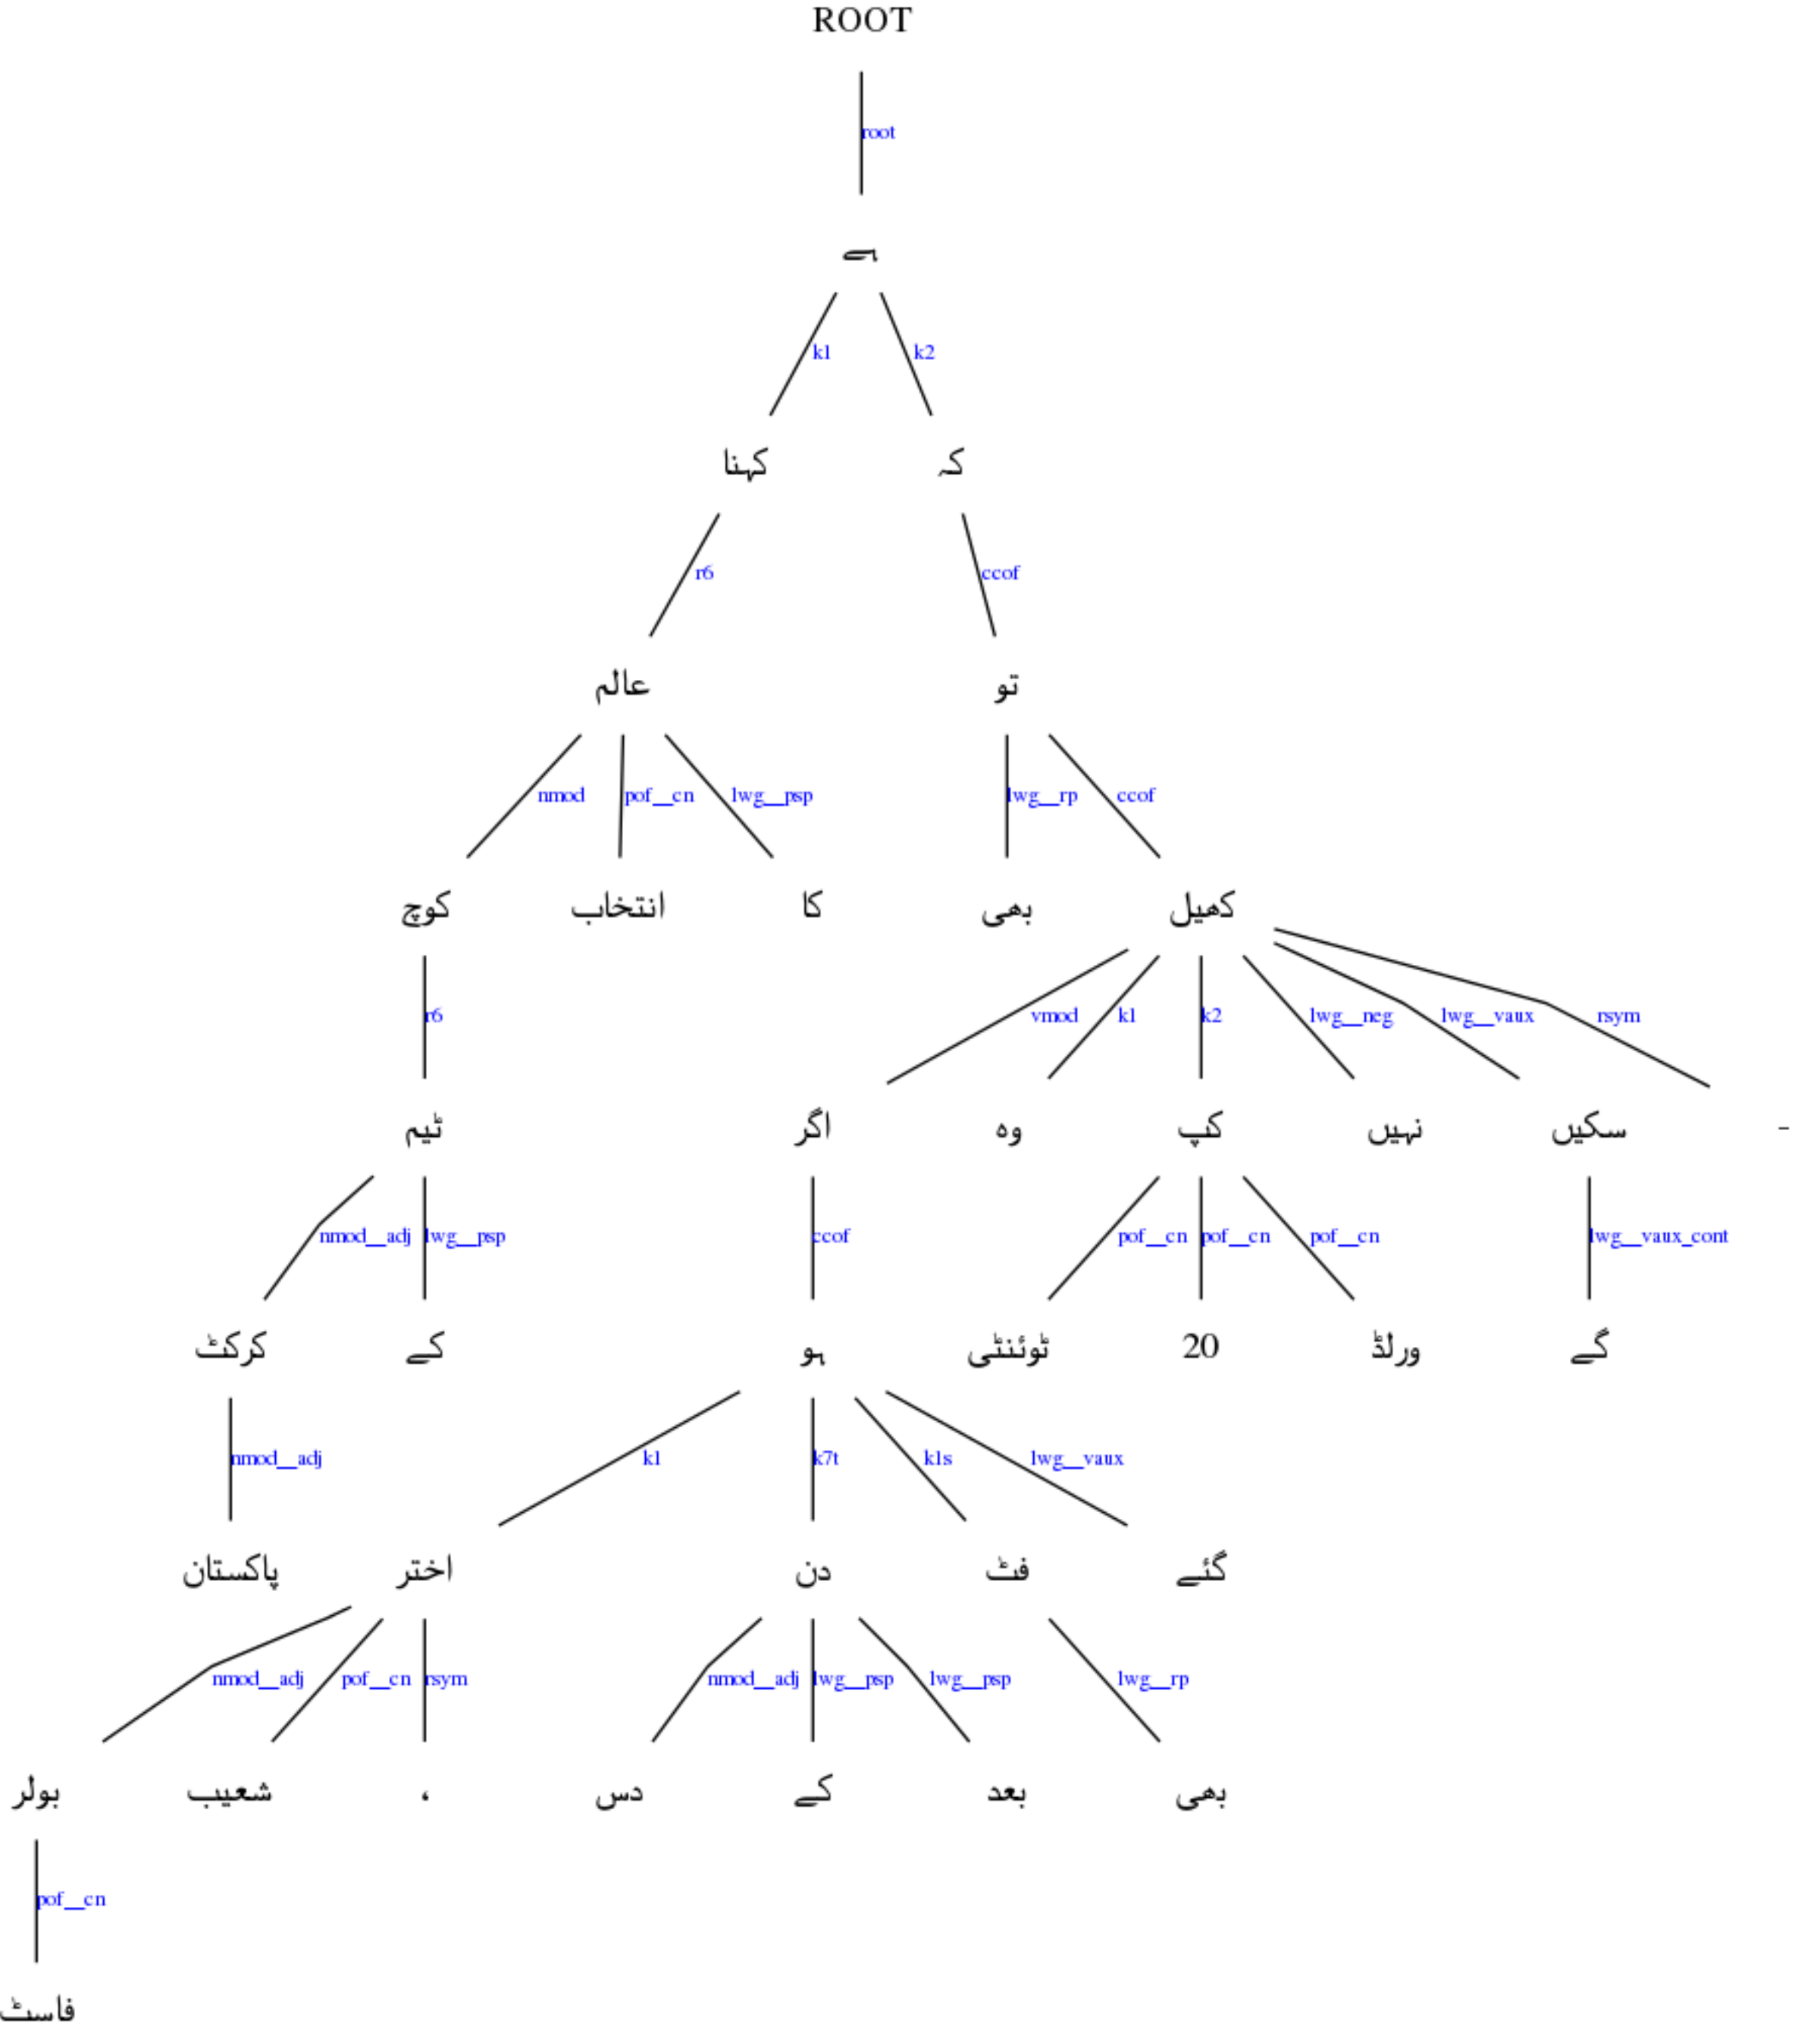 ROOT
root
ہے
k1 k2
کہنا کہ
r6 ccof
عالم تو
nmod pof__cn lwg__psp lwg__rp ccof
کوچ انتخاب کا بھی کھیل
r6 vmod k1 k2 lwg__neg lwg__vaux rsym
ٹیم اگر وہ کپ نہیں سکیں -
nmod__adj lwg__psp ccof pof__cn pof__cn pof__cn lwg__vaux_cont
کرکٹ کے ہو ٹوئنٹی 20 ورلڈ گے
nmod__adj k1 k7t k1s lwg__vaux
پاکستان اختر دن فٹ گئے
nmod__adj pof__cn rsym nmod__adj lwg__psp lwg__psp lwg__rp
بولر شعیب ، دس کے بعد بھی
pof__cn
فاسٹ